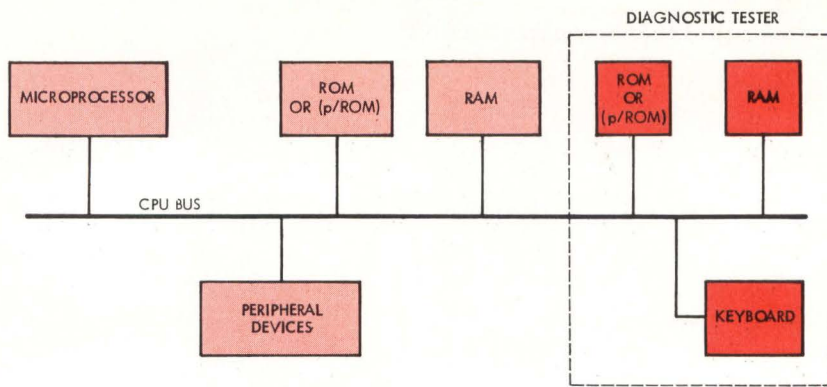 DIAGNOSTIC TESTER
MICROPROCESSOR
ROM
OR (p/ROM)
RAM
ROM
OR
(p/ROM)
RAM
CPU BUS
PERIPHERAL
DEVICES
KEYBOARD